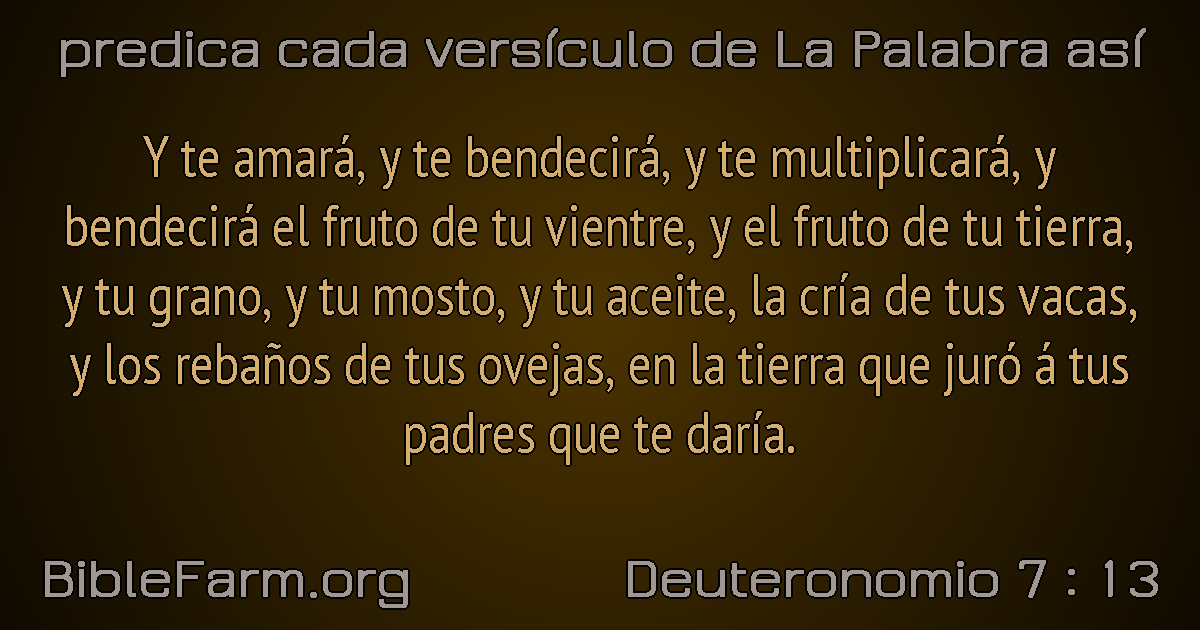 predica cada versículo de La Palabra así
Y te amará, y te bendecirá, y te multiplicará, y
bendecirá el fruto de tu vientre, y el fruto de tu tierra,
y tu grano, y tu mosto, y tu aceite, la cría de tus vacas,
y los rebaños de tus ovejas, en la tierra que juró á tus
padres que te daría.
BibleFarm.org
Deuteronomio 7 : 13